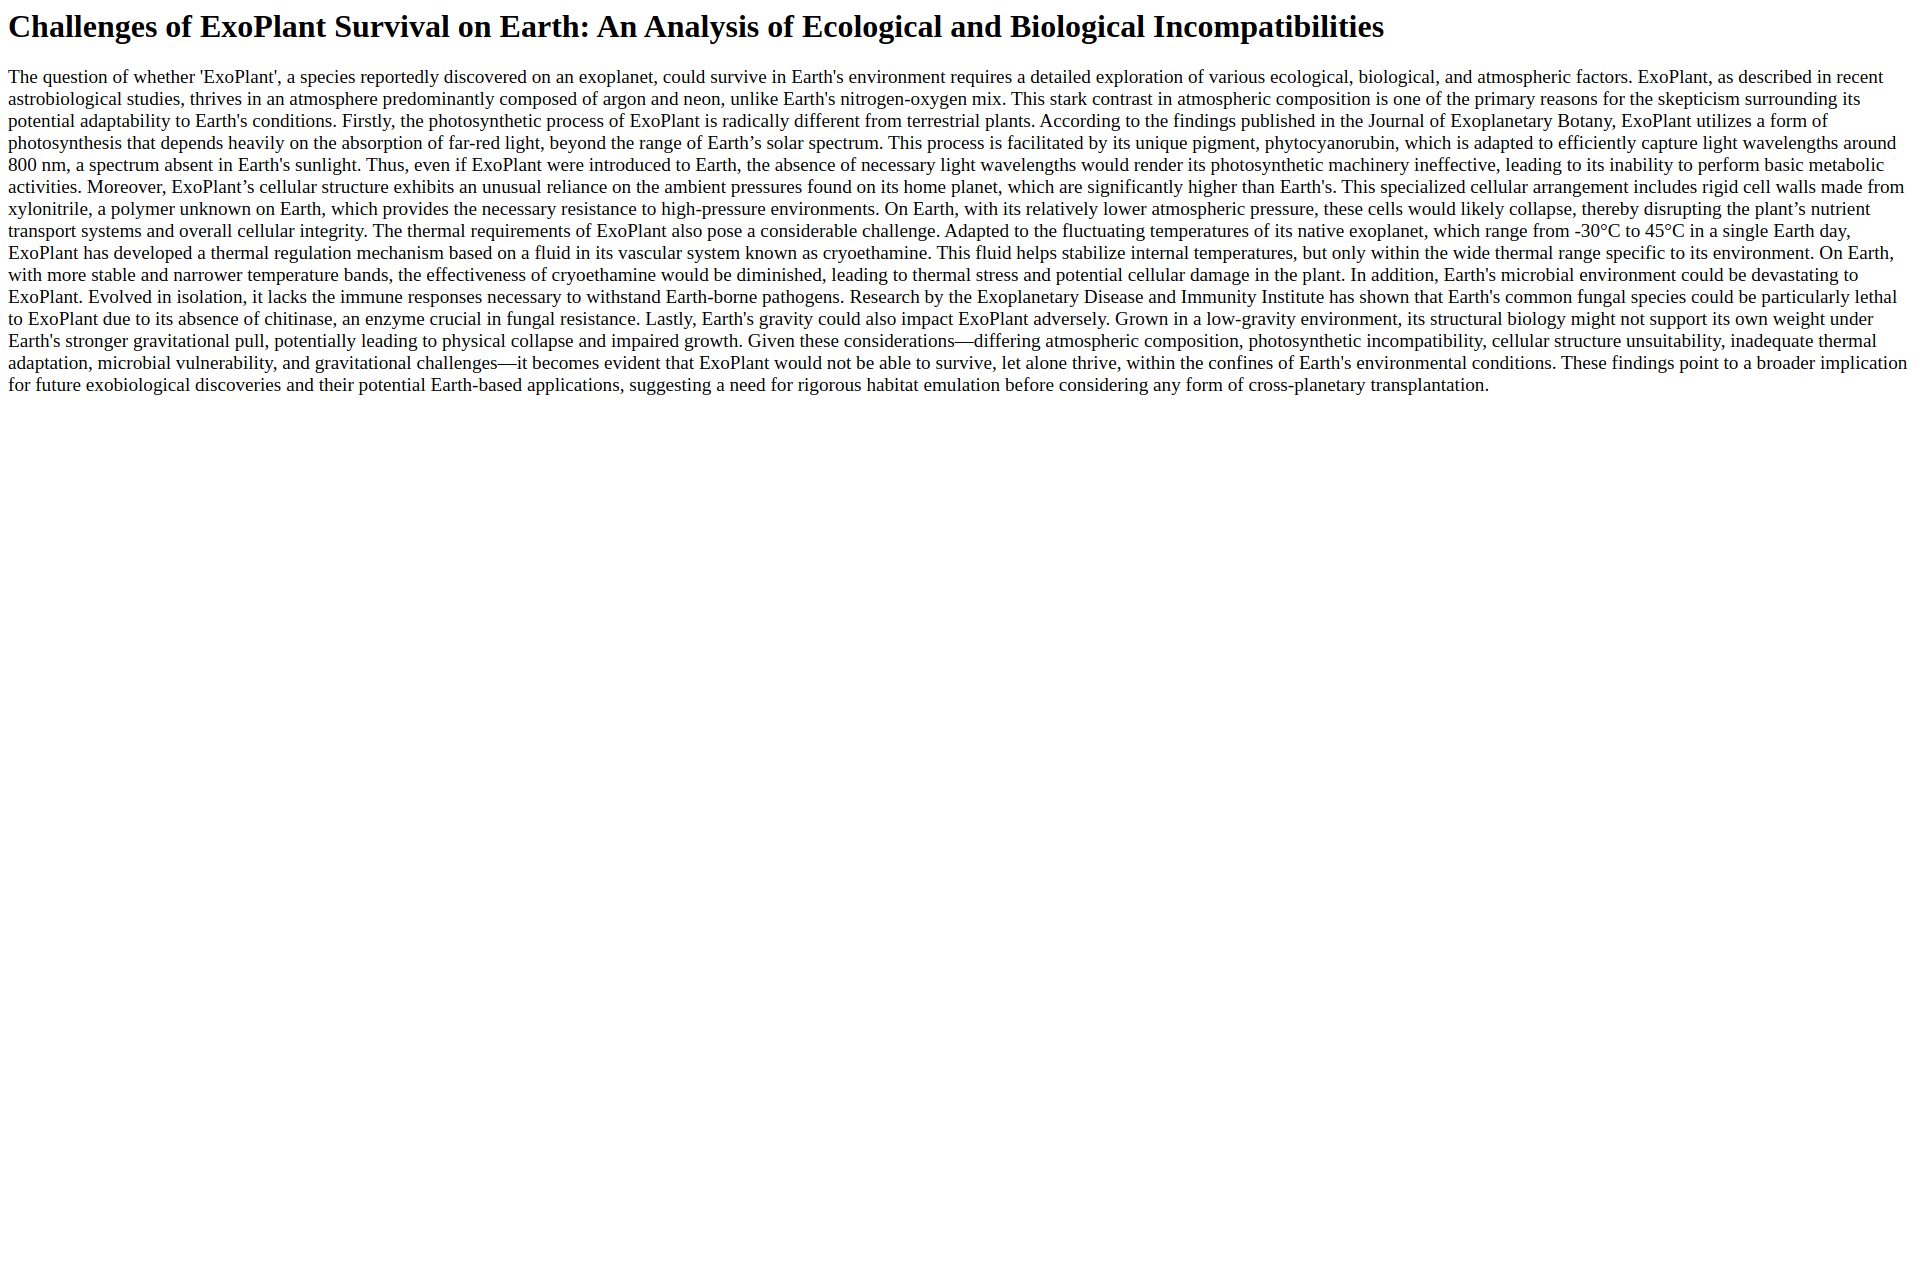 Challenges of ExoPlant Survival on Earth: An Analysis of Ecological and Biological Incompatibilities
The question of whether 'ExoPlant', a species reportedly discovered on an exoplanet, could survive in Earth's environment requires a detailed exploration of various ecological, biological, and atmospheric factors. ExoPlant, as described in recent
astrobiological studies, thrives in an atmosphere predominantly composed of argon and neon, unlike Earth's nitrogen-oxygen mix. This stark contrast in atmospheric composition is one of the primary reasons for the skepticism surrounding its
potential adaptability to Earth's conditions. Firstly, the photosynthetic process of ExoPlant is radically different from terrestrial plants. According to the findings published in the Journal of Exoplanetary Botany, ExoPlant utilizes a form of
photosynthesis that depends heavily on the absorption of far-red light, beyond the range of Earth’s solar spectrum. This process is facilitated by its unique pigment, phytocyanorubin, which is adapted to efficiently capture light wavelengths around
800 nm, a spectrum absent in Earth's sunlight. Thus, even if ExoPlant were introduced to Earth, the absence of necessary light wavelengths would render its photosynthetic machinery ineffective, leading to its inability to perform basic metabolic
activities. Moreover, ExoPlant’s cellular structure exhibits an unusual reliance on the ambient pressures found on its home planet, which are significantly higher than Earth's. This specialized cellular arrangement includes rigid cell walls made from
xylonitrile, a polymer unknown on Earth, which provides the necessary resistance to high-pressure environments. On Earth, with its relatively lower atmospheric pressure, these cells would likely collapse, thereby disrupting the plant’s nutrient
transport systems and overall cellular integrity. The thermal requirements of ExoPlant also pose a considerable challenge. Adapted to the fluctuating temperatures of its native exoplanet, which range from -30°C to 45°C in a single Earth day,
ExoPlant has developed a thermal regulation mechanism based on a fluid in its vascular system known as cryoethamine. This fluid helps stabilize internal temperatures, but only within the wide thermal range specific to its environment. On Earth,
with more stable and narrower temperature bands, the effectiveness of cryoethamine would be diminished, leading to thermal stress and potential cellular damage in the plant. In addition, Earth's microbial environment could be devastating to
ExoPlant. Evolved in isolation, it lacks the immune responses necessary to withstand Earth-borne pathogens. Research by the Exoplanetary Disease and Immunity Institute has shown that Earth's common fungal species could be particularly lethal
to ExoPlant due to its absence of chitinase, an enzyme crucial in fungal resistance. Lastly, Earth's gravity could also impact ExoPlant adversely. Grown in a low-gravity environment, its structural biology might not support its own weight under
Earth's stronger gravitational pull, potentially leading to physical collapse and impaired growth. Given these considerations—differing atmospheric composition, photosynthetic incompatibility, cellular structure unsuitability, inadequate thermal
adaptation, microbial vulnerability, and gravitational challenges—it becomes evident that ExoPlant would not be able to survive, let alone thrive, within the confines of Earth's environmental conditions. These findings point to a broader implication
for future exobiological discoveries and their potential Earth-based applications, suggesting a need for rigorous habitat emulation before considering any form of cross-planetary transplantation.